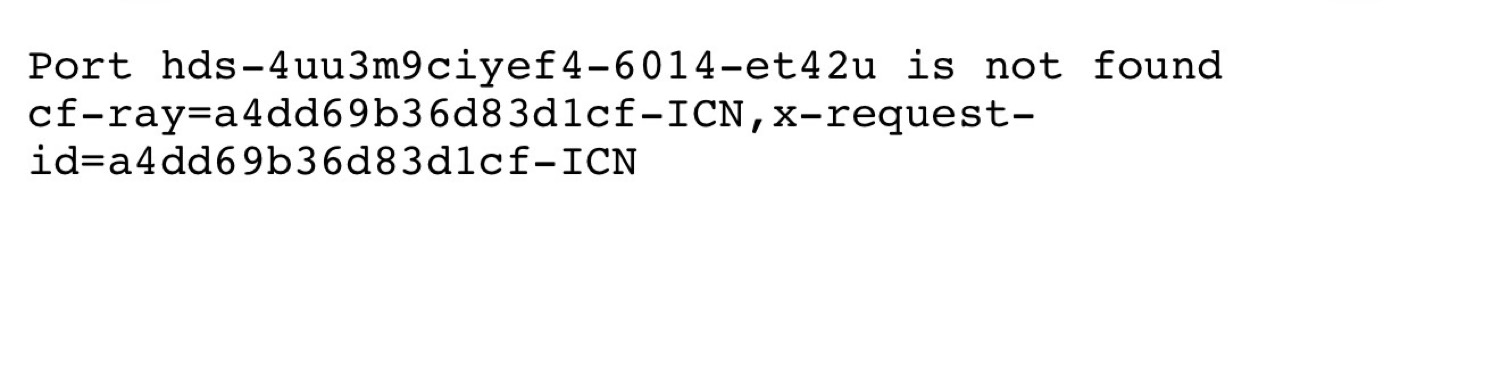 Port hds-4uu3m9ciyef4-6014-et42u is not found
cf-ray=a4dd69b36d83d1cf-ICN,x-request-
id=a4dd69b36d83d1cf-ICN